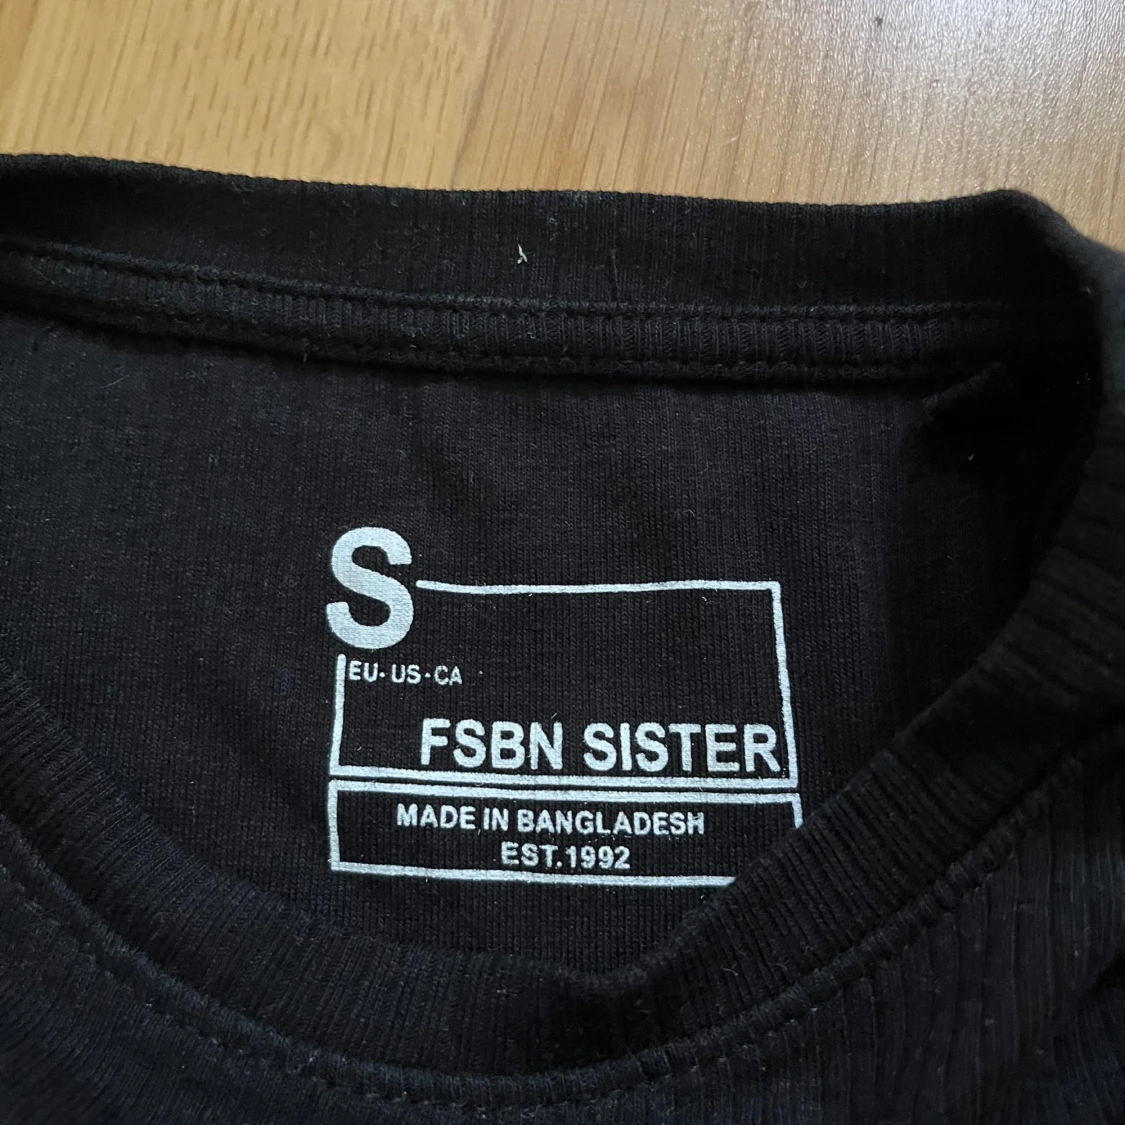 S
EU-US-CA
FSBN SISTER
MADE IN BANGLADESH
EST.1992